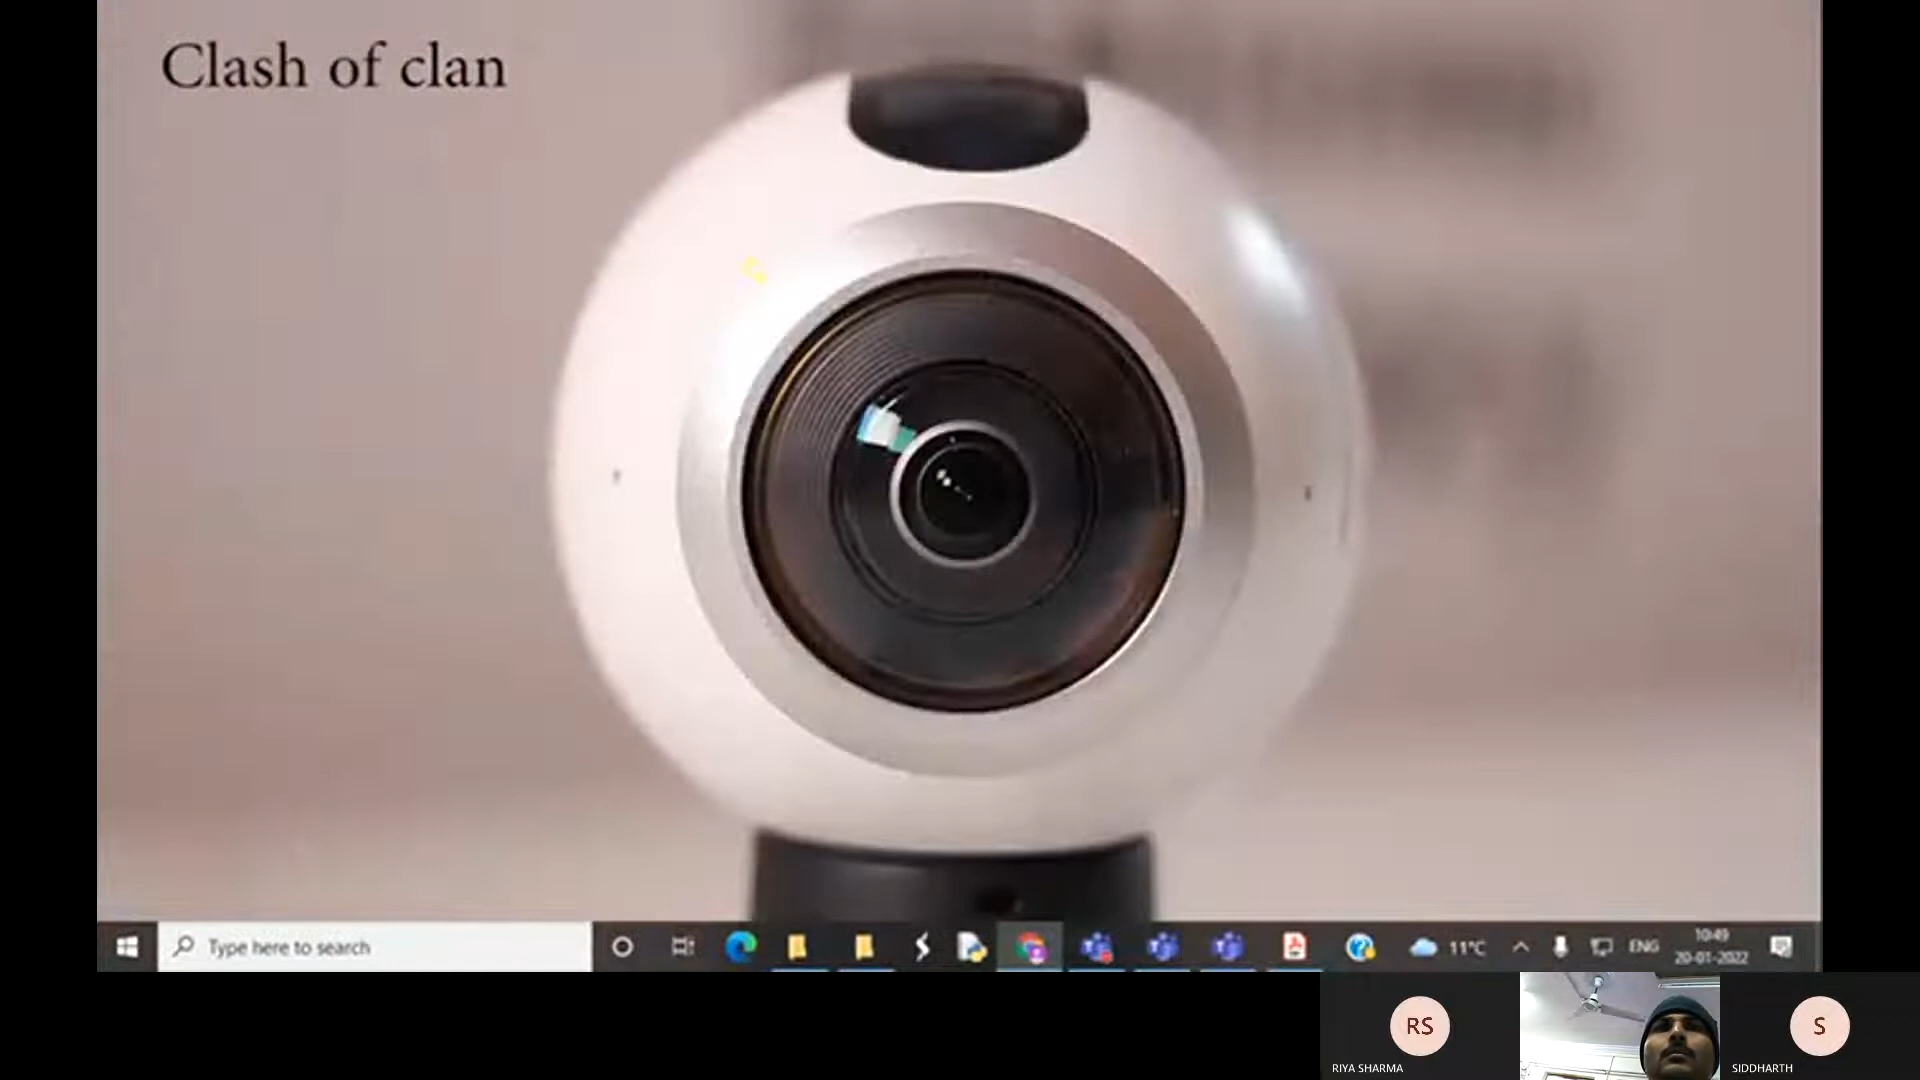 Clash of clan
Type here to search
11°C
ENG
10:49
20-01-2022
RS
S
RIYA SHARMA
SIDDHARTH